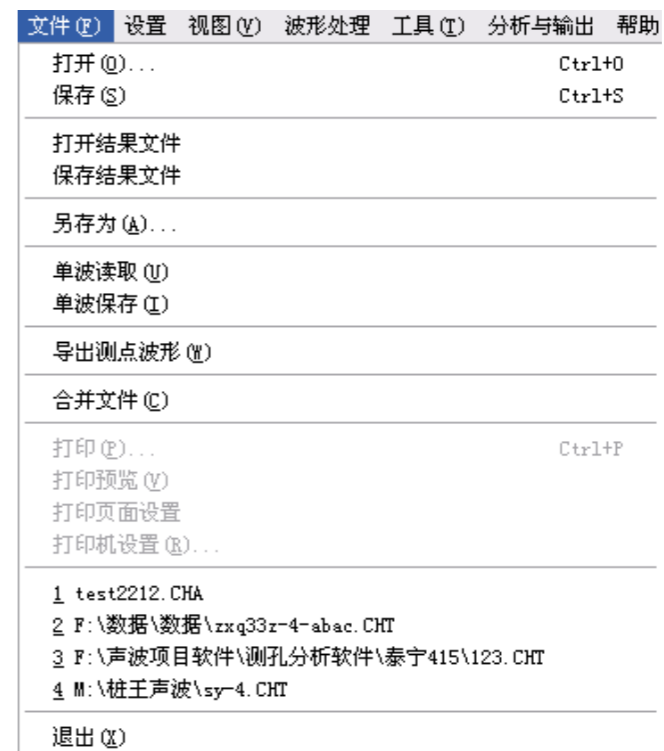 文件(F) 设置 视图(V) 波形处理 工具(T) 分析与输出 帮助
打开(O)... Ctrl+O
保存(S) Ctrl+S
打开结果文件
保存结果文件
另存为(A)...
单波读取(U)
单波保存(I)
导出测点波形(W)
合并文件(C)
打印(P)... Ctrl+P
打印预览(V)
打印页面设置
打印机设置(R)...
1 test2212.CHA
2 F:\数据\数据\zxq33z-4-abac.CHT
3 F:\声波项目软件\测孔分析软件\泰宁415\123.CHT
4 M:\桩王声波\sy-4.CHT
退出(X)